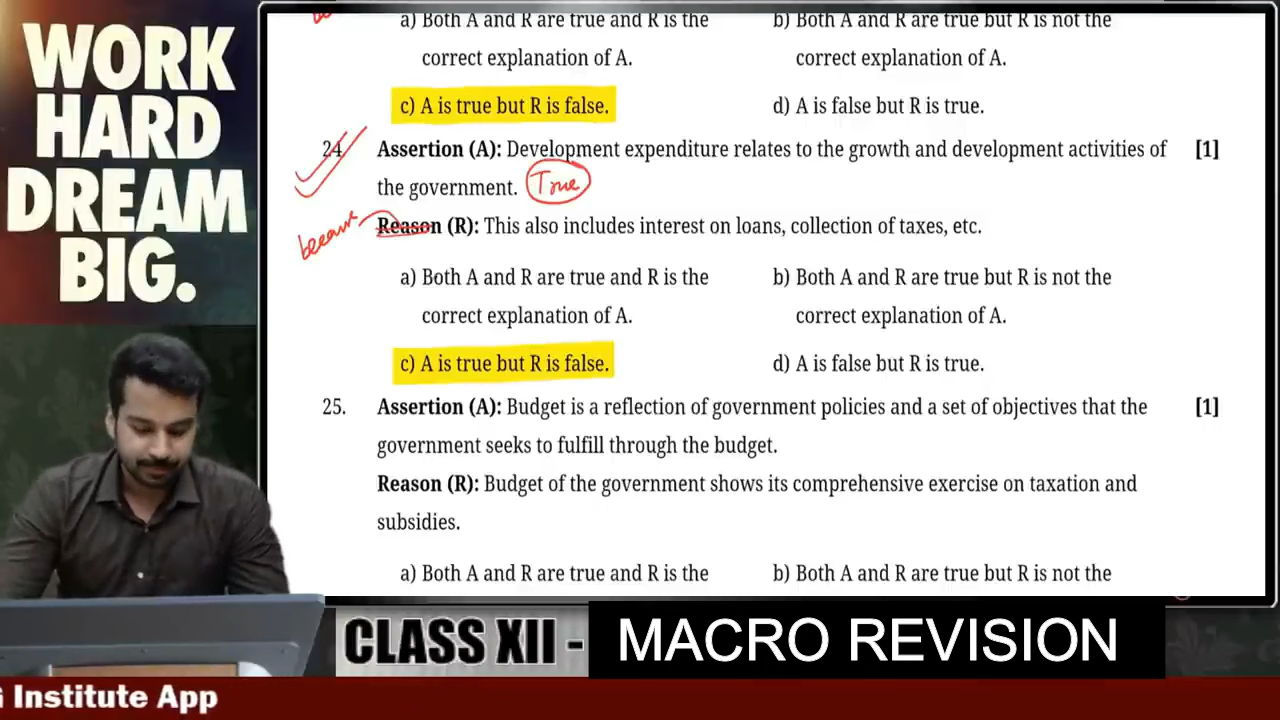 WORK
HARD
DREAM
BIG.
a) Both A and R are true and R is the
correct explanation of A.
b) Both A and R are true but R is not the
correct explanation of A.
c) A is true but R is false.
d) A is false but R is true.
24. Assertion (A): Development expenditure relates to the growth and development activities of [1]
the government. True
because Reason (R): This also includes interest on loans, collection of taxes, etc.
a) Both A and R are true and R is the
correct explanation of A.
b) Both A and R are true but R is not the
correct explanation of A.
c) A is true but R is false.
d) A is false but R is true.
25. Assertion (A): Budget is a reflection of government policies and a set of objectives that the [1]
government seeks to fulfill through the budget.
Reason (R): Budget of the government shows its comprehensive exercise on taxation and
subsidies.
a) Both A and R are true and R is the
b) Both A and R are true but R is not the
CLASS XII - MACRO REVISION
Institute App